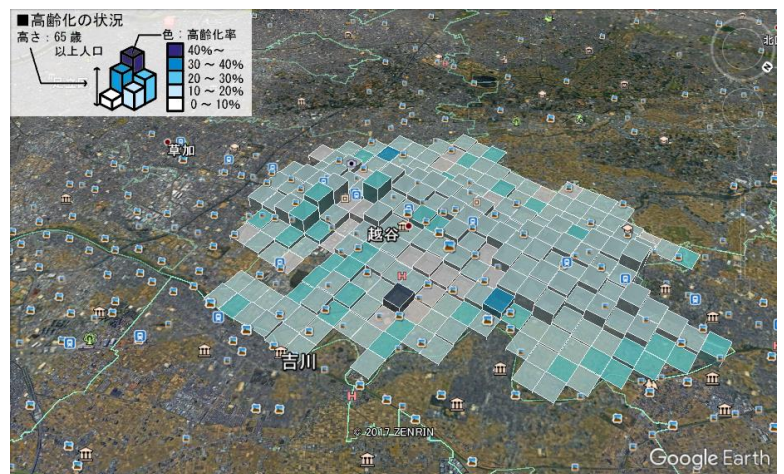 ■高齢化の状況
高さ：65歳
以上人口
色：高齢化率
40%～
30～40%
20～30%
10～20%
0～10%
草加
越谷
吉川
© 2017 ZENRIN
Google Earth